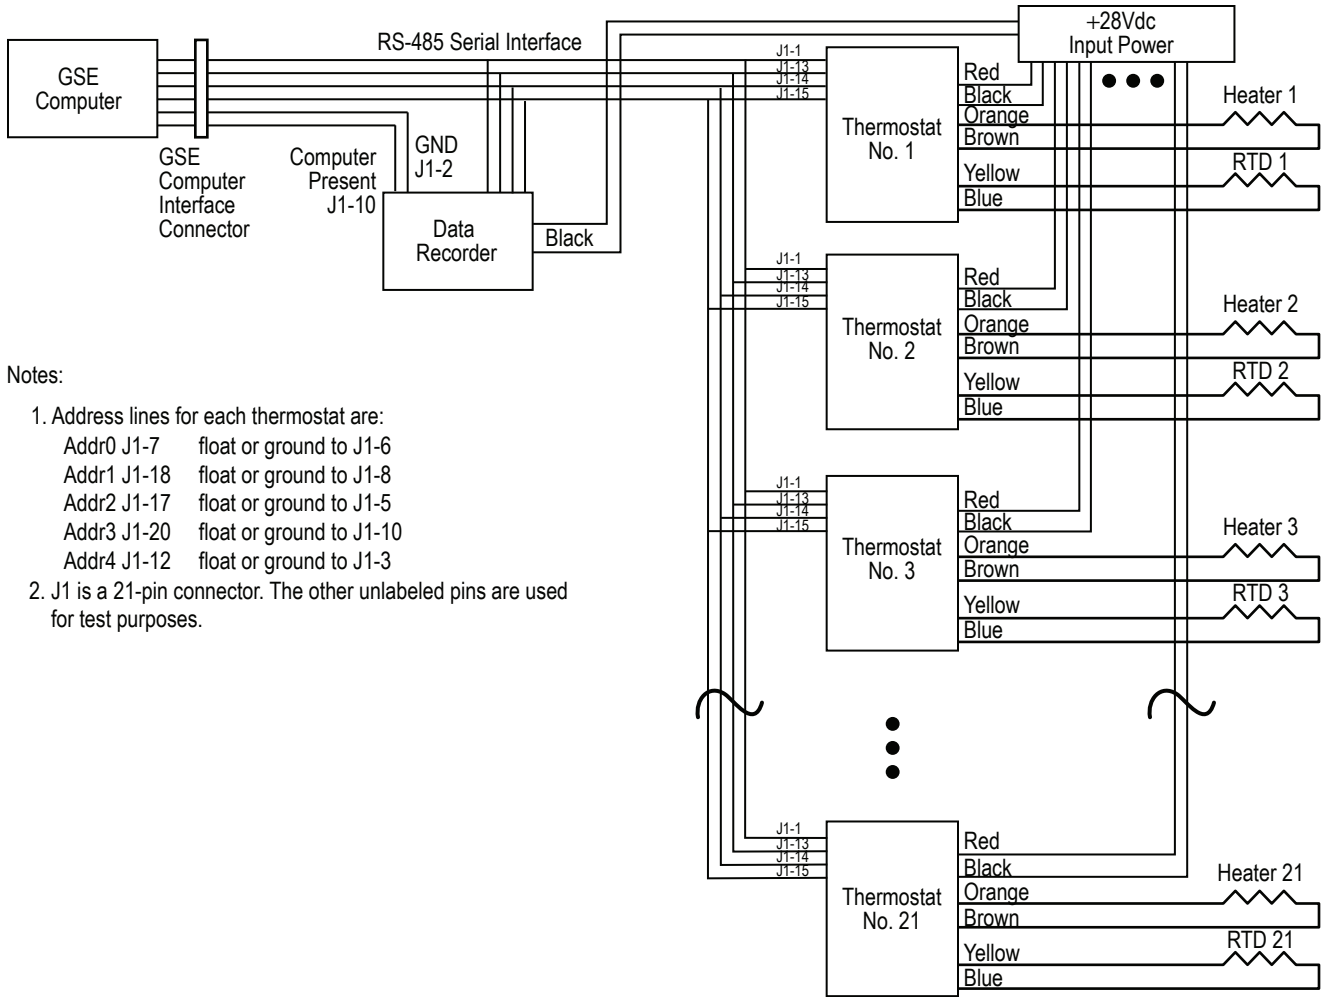 +28Vdc
Input Power
RS-485 Serial Interface
GSE
Computer
GSE
Computer
Interface
Connector
Computer
Present
J1-10
GND
J1-2
Data
Recorder
Black
J1-1
J1-13
J1-14
J1-15
Thermostat
No. 1
Red
Black
Orange
Brown
Yellow
Blue
Heater 1
RTD 1
J1-1
J1-13
J1-14
J1-15
Thermostat
No. 2
Red
Black
Orange
Brown
Yellow
Blue
Heater 2
RTD 2
Notes:
1. Address lines for each thermostat are:
Addr0 J1-7 float or ground to J1-6
Addr1 J1-18 float or ground to J1-8
Addr2 J1-17 float or ground to J1-5
Addr3 J1-20 float or ground to J1-10
Addr4 J1-12 float or ground to J1-3
2. J1 is a 21-pin connector. The other unlabeled pins are used
for test purposes.
J1-1
J1-13
J1-14
J1-15
Thermostat
No. 3
Red
Black
Orange
Brown
Yellow
Blue
Heater 3
RTD 3
J1-1
J1-13
J1-14
J1-15
Thermostat
No. 21
Red
Black
Orange
Brown
Yellow
Blue
Heater 21
RTD 21